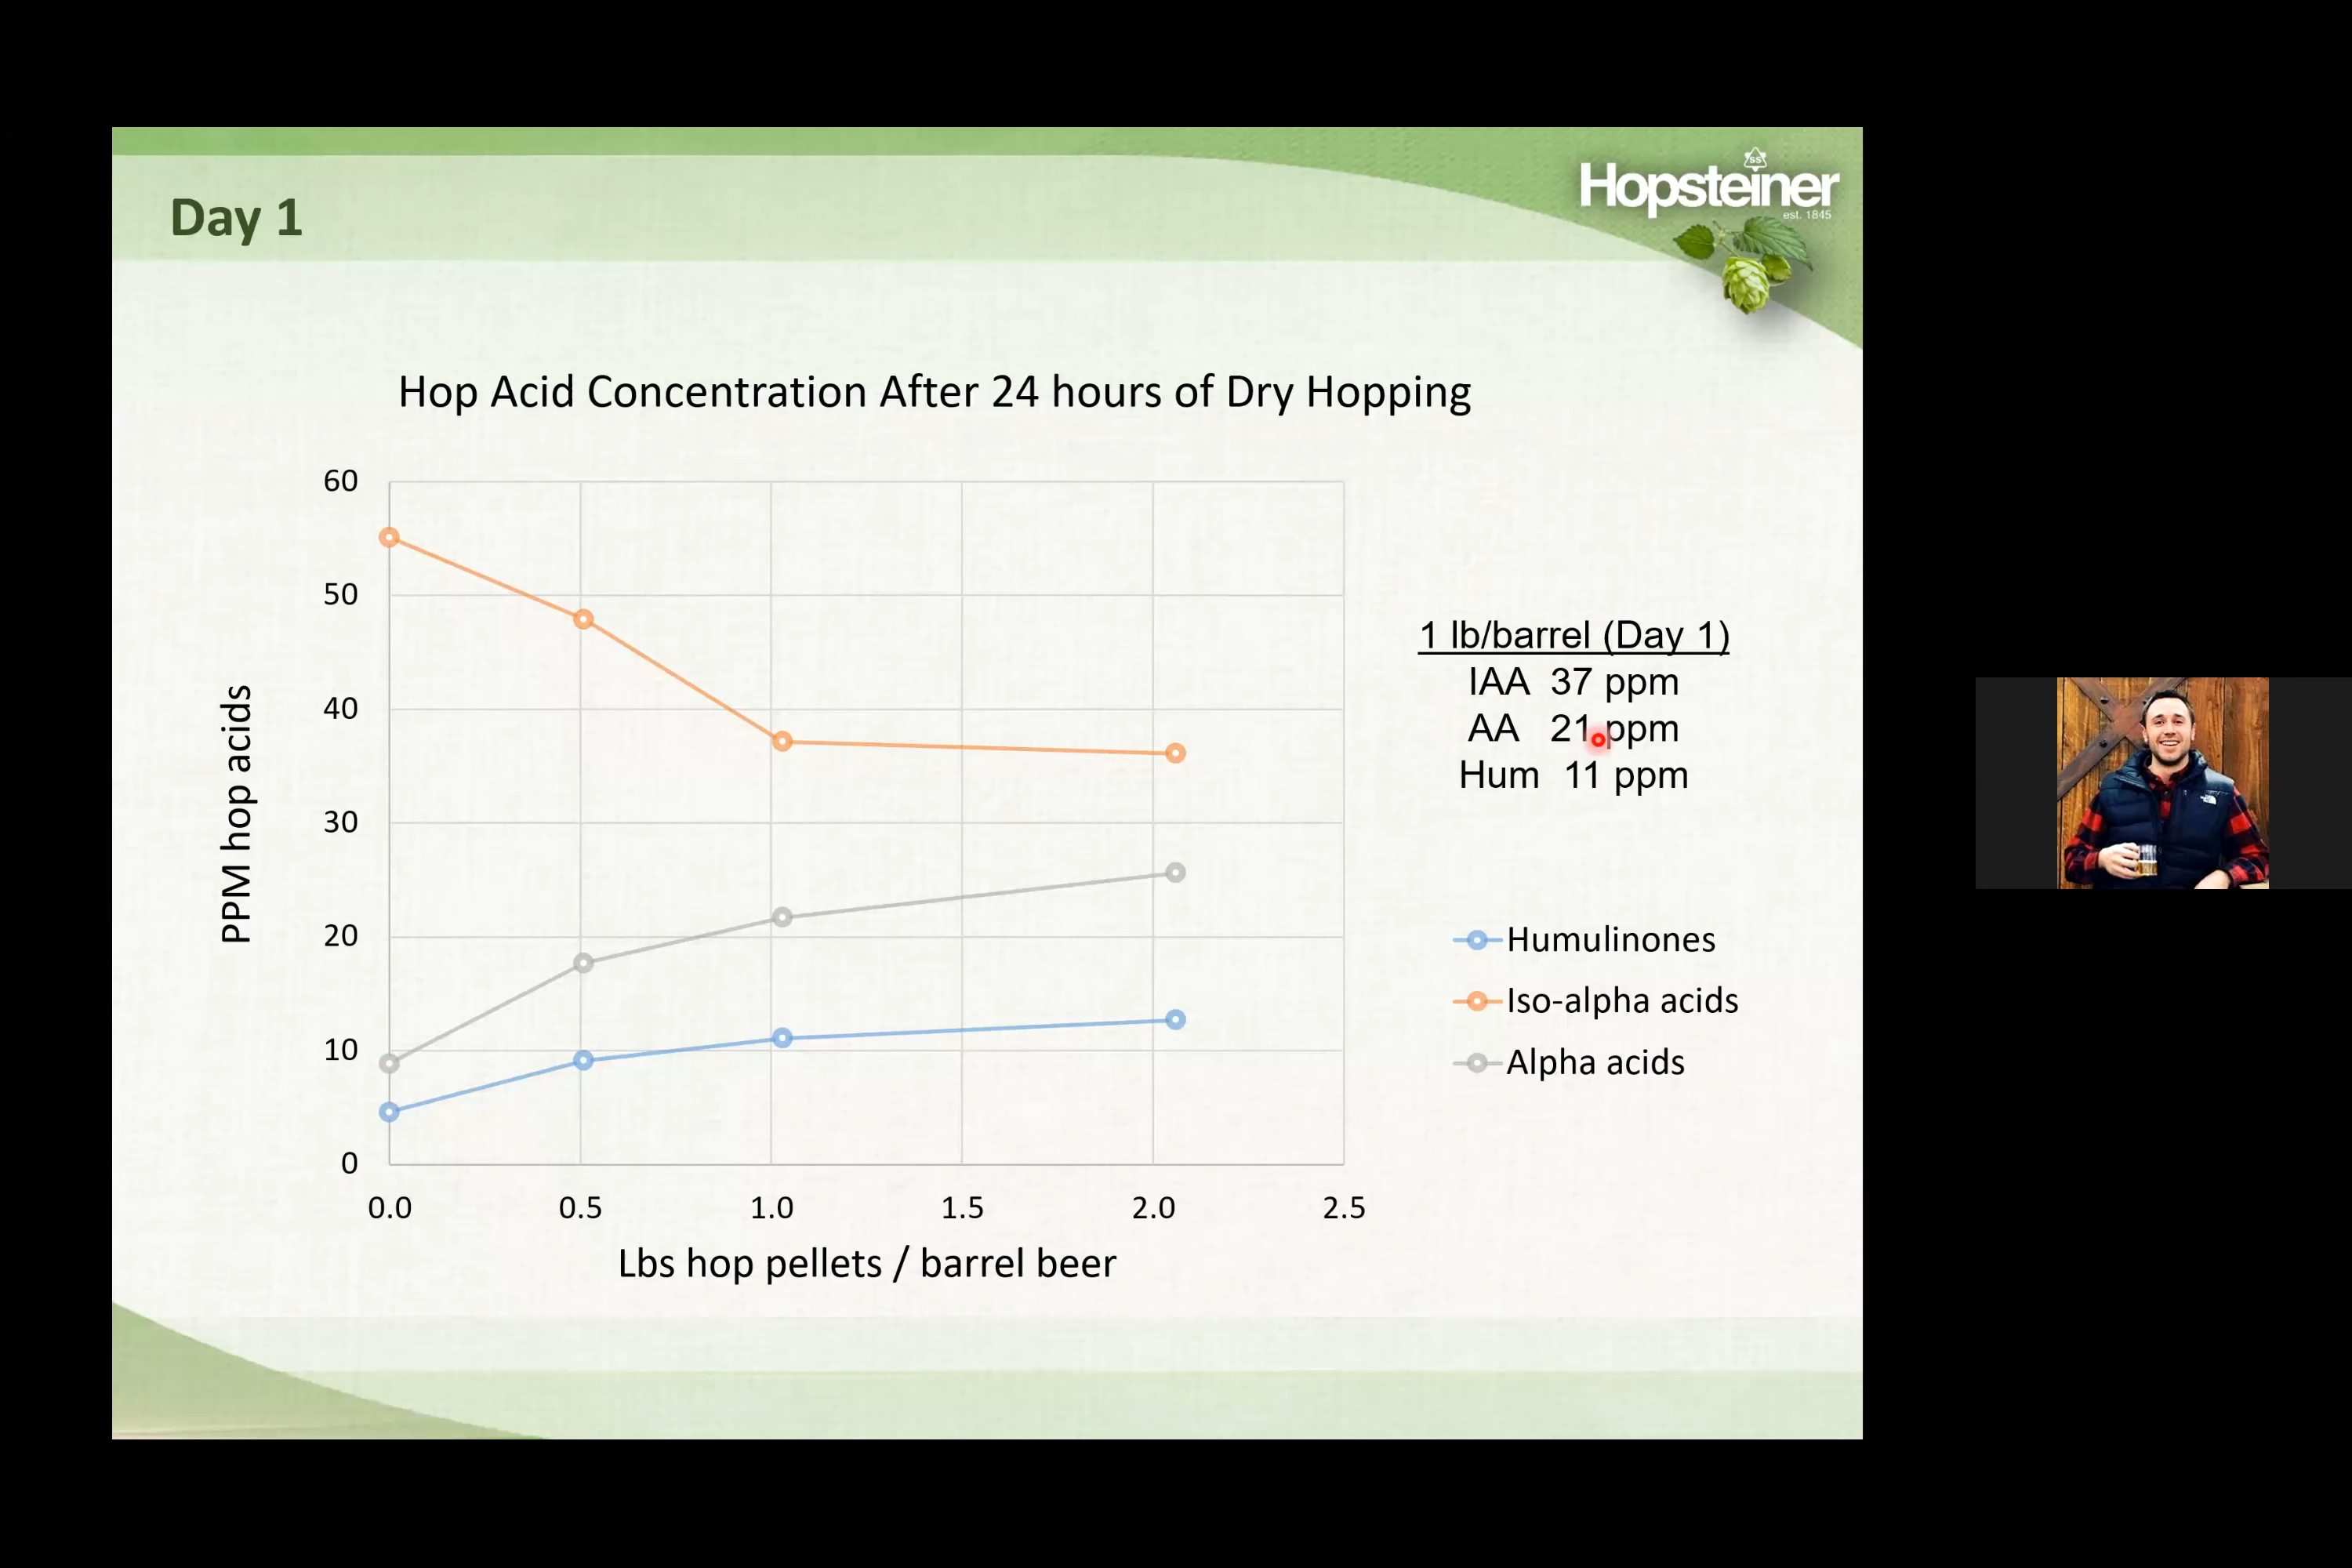 Day 1
SS
Hopsteiner
est. 1845
Hop Acid Concentration After 24 hours of Dry Hopping
60
50
40
30
20
10
0
PPM hop acids
0.0 0.5 1.0 1.5 2.0 2.5
Lbs hop pellets / barrel beer
1 lb/barrel (Day 1)
IAA 37 ppm
AA 21 ppm
Hum 11 ppm
Humulinones
Iso-alpha acids
Alpha acids